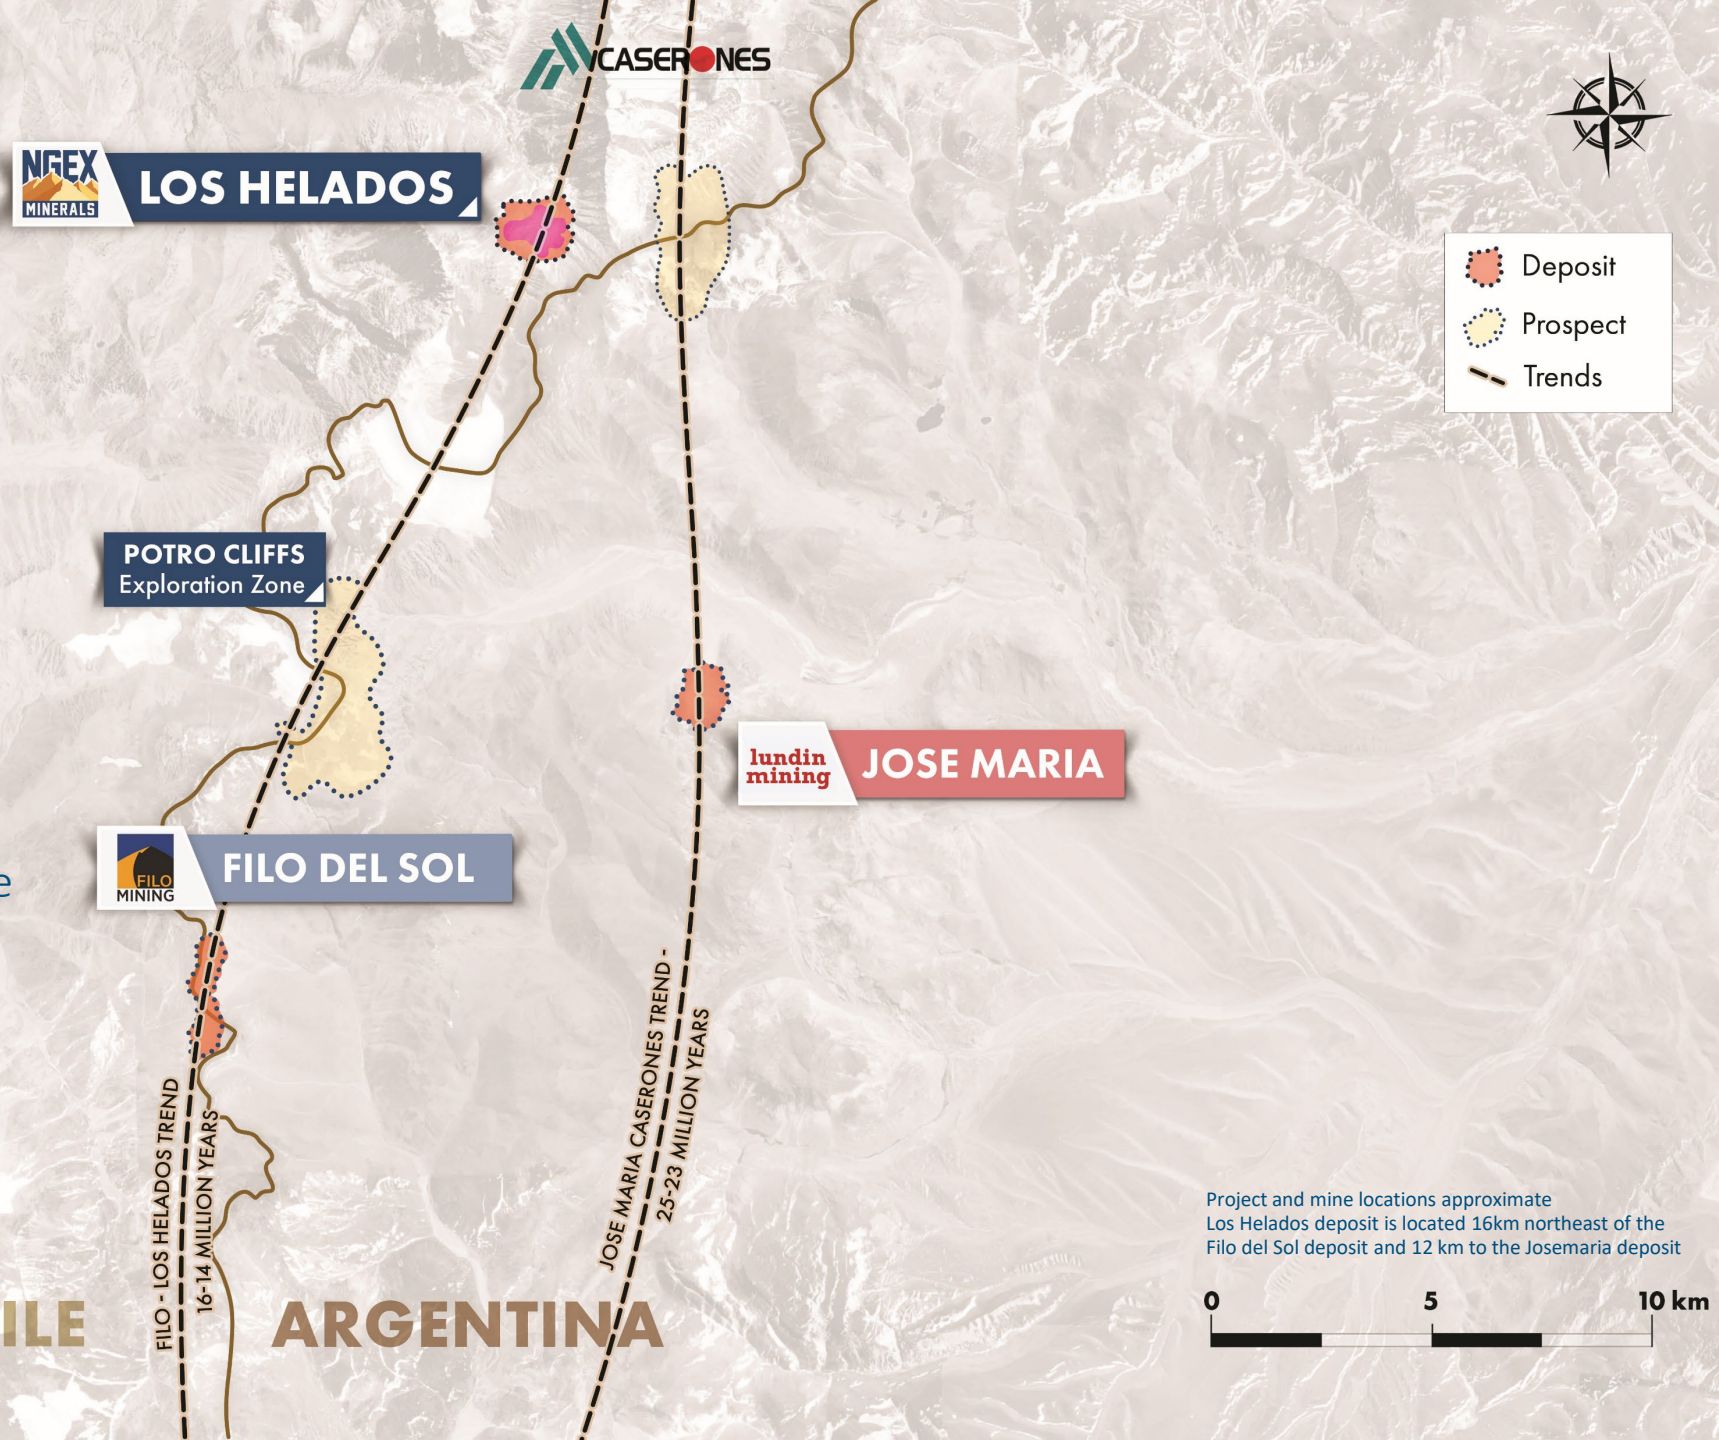 CASERONES
NGEX
MINERALS
LOS HELADOS
Deposit
Prospect
Trends
POTRO CLIFFS
Exploration Zone
lundin
mining
JOSE MARIA
FILO
MINING
FILO DEL SOL
e
JOSE MARIA CASERONES TREND -
25-23 MILLION YEARS
FILO - LOS HELADOS TREND
16-14 MILLION YEARS
Project and mine locations approximate
Los Helados deposit is located 16km northeast of the
Filo del Sol deposit and 12 km to the Josemaria deposit
0 5 10 km
ILE
ARGENTINA